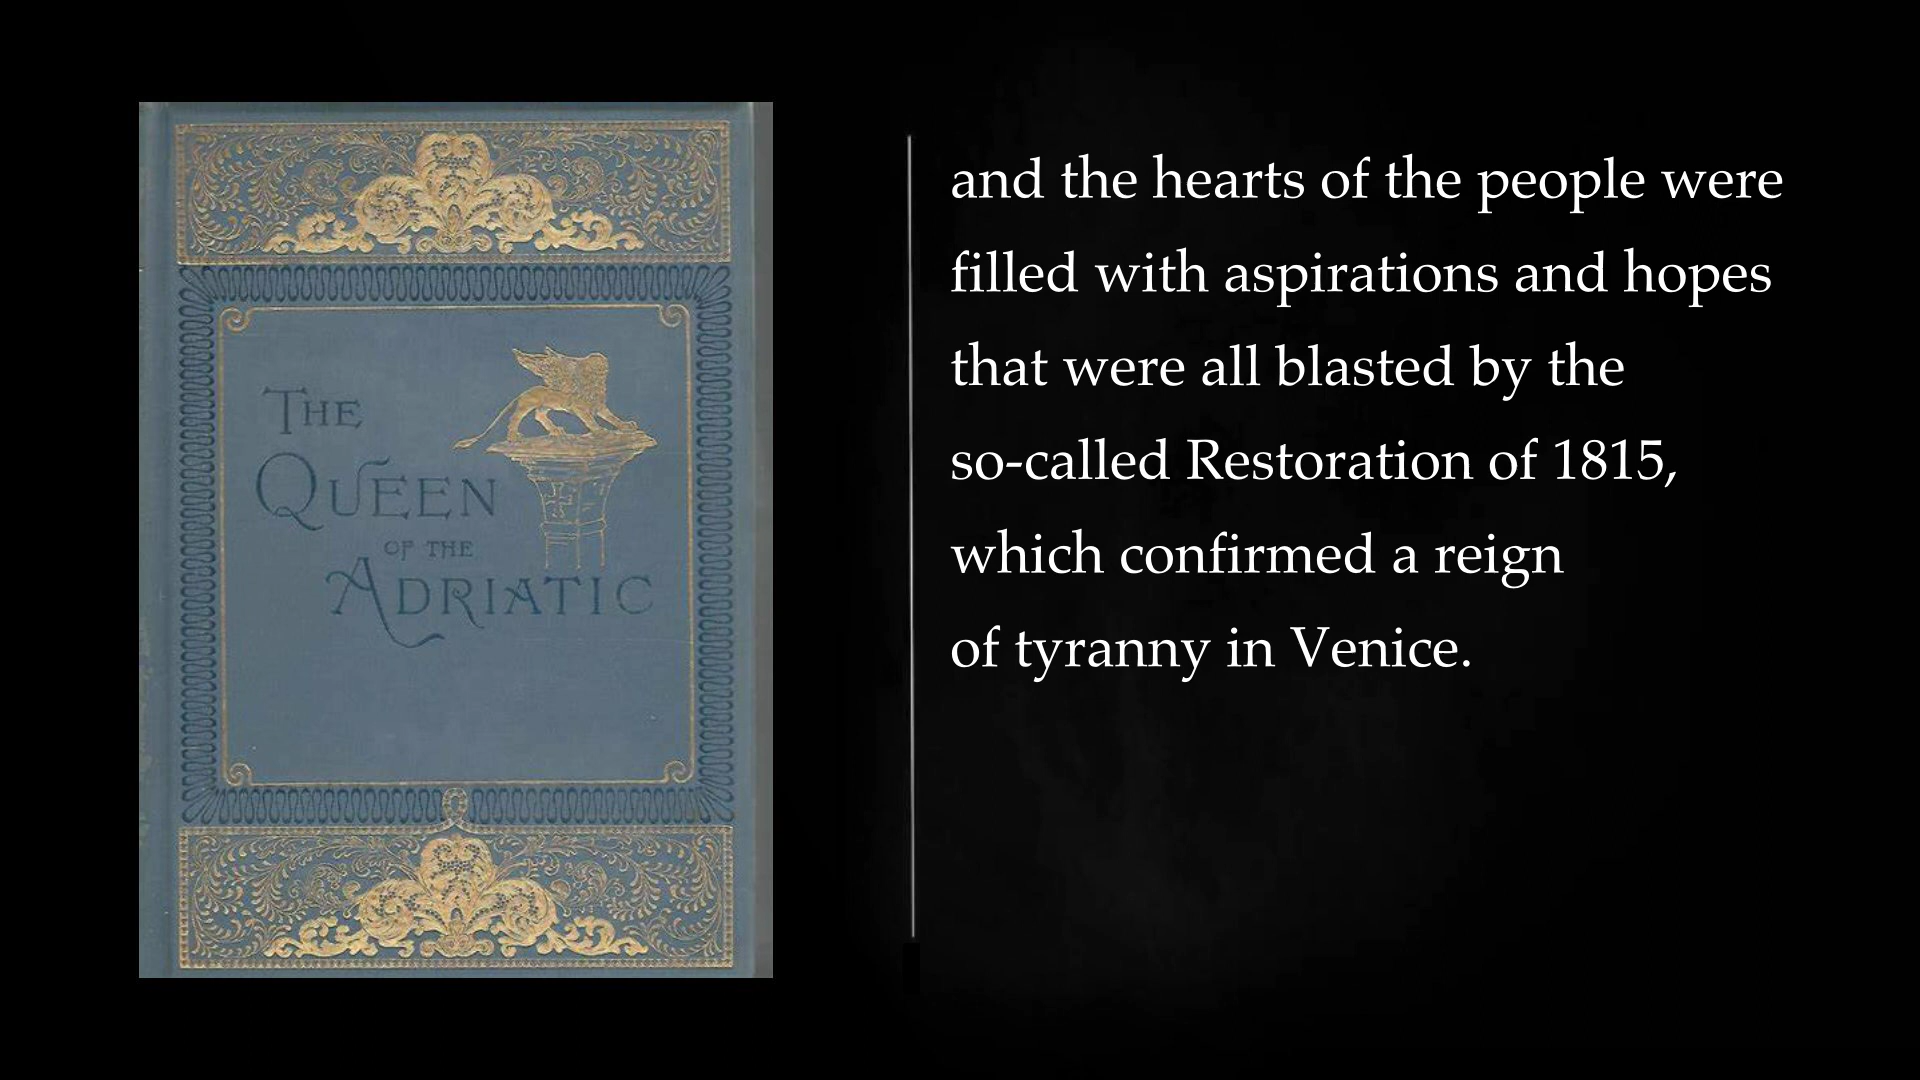 THE
QUEEN
OF THE
ADRIATIC
and the hearts of the people were
filled with aspirations and hopes
that were all blasted by the
so-called Restoration of 1815,
which confirmed a reign
of tyranny in Venice.